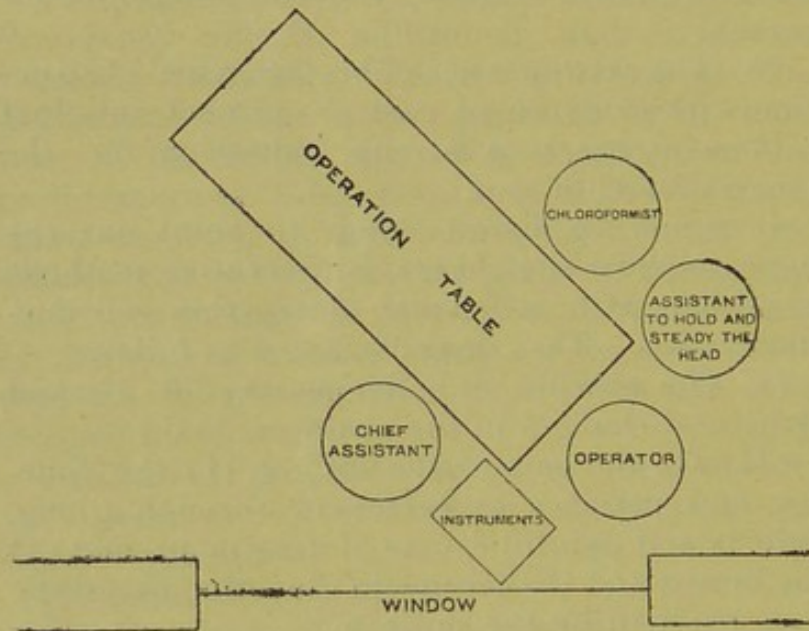 OPERATION TABLE
CHLOROFORMIST
ASSISTANT
TO HOLD AND
STEADY THE
HEAD
CHIEF
ASSISTANT
OPERATOR
INSTRUMENTS
WINDOW